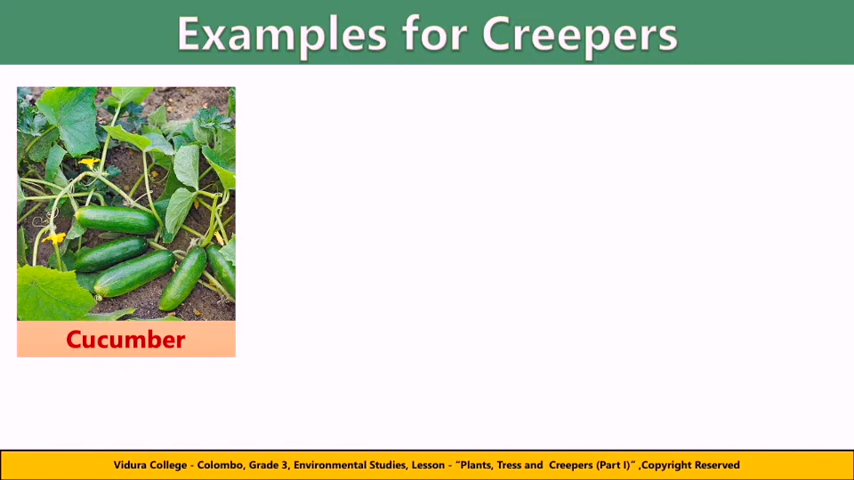 Examples for Creepers
Cucumber
Vidura College - Colombo, Grade 3, Environmental Studies, Lesson - "Plants, Tress and Creepers (Part I)" ,Copyright Reserved